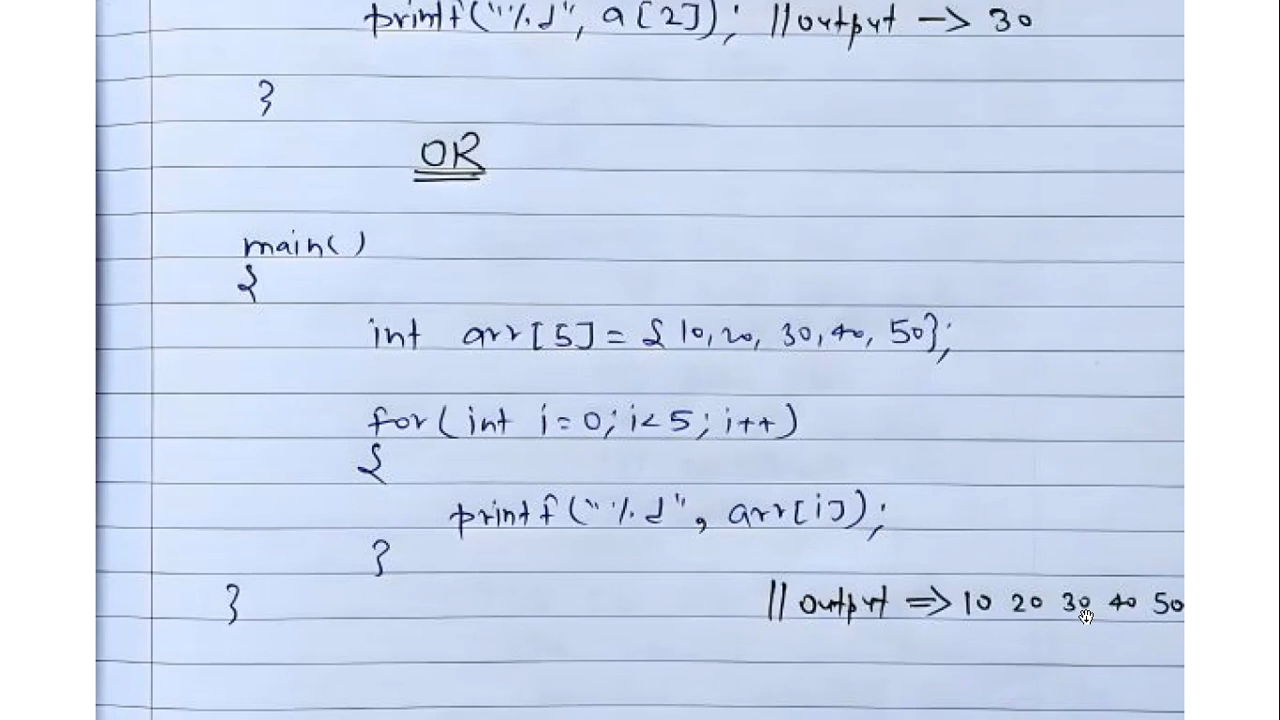 printf("%d", a[2]); //output -> 30
}
OR
main()
{
int arr[5] = {10, 20, 30, 40, 50};
for(int i=0; i<5; i++)
{
printf("%d", arr[i]);
}
}
//output => 10 20 30 40 50